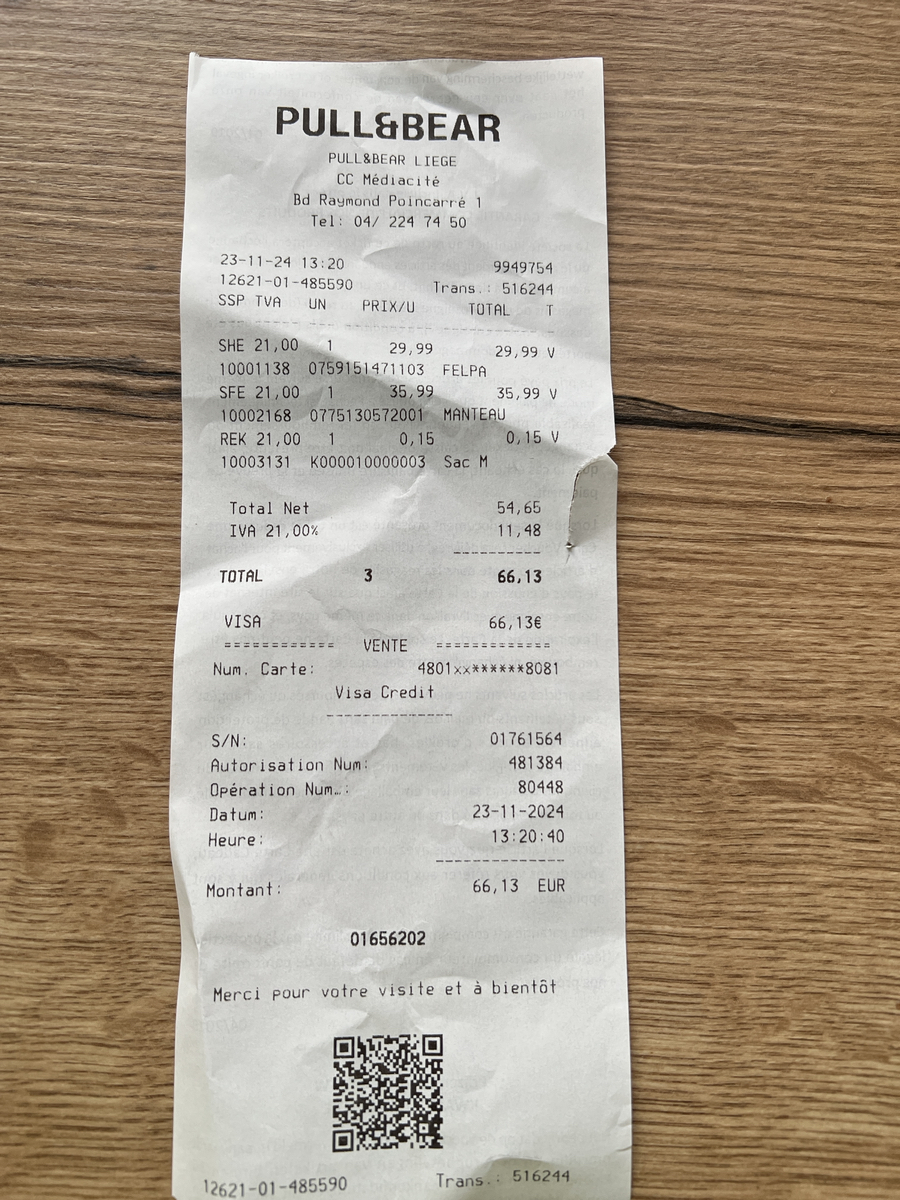 PULL&BEAR
PULL&BEAR LIEGE
CC Médiacité
Bd Raymond Poincarré 1
Tel: 04/ 224 74 50
23-11-24 13:20 9949754
12621-01-485590 Trans.: 516244
SSP TVA UN PRIX/U TOTAL T
SHE 21,00 1 29,99 29,99 V
10001138 0759151471103 FELPA
SFE 21,00 1 35,99 35,99 V
10002168 0775130572001 MANTEAU
REK 21,00 1 0,15 0,15 V
10003131 K000010000003 Sac M
Total Net 54,65
IVA 21,00% 11,48
TOTAL 3 66,13
VISA 66,13€
============ VENTE ============
Num. Carte: 4801xx******8081
Visa Credit
S/N: 01761564
Autorisation Num: 481384
Opération Num.: 80448
Datum: 23-11-2024
Heure: 13:20:40
Montant: 66,13 EUR
01656202
Merci pour votre visite et à bientôt
12621-01-485590 Trans.: 516244